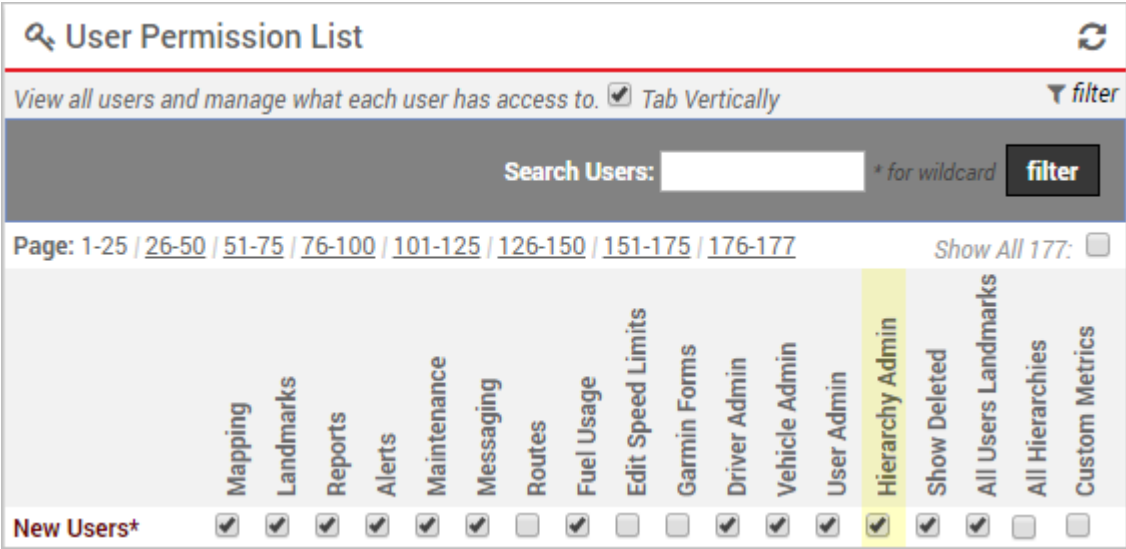 User Permission List
View all users and manage what each user has access to. Tab Vertically filter
Search Users: * for wildcard filter
Page: 1-25 / 26-50 / 51-75 / 76-100 / 101-125 / 126-150 / 151-175 / 176-177 Show All 177:
Mapping
Landmarks
Reports
Alerts
Maintenance
Messaging
Routes
Fuel Usage
Edit Speed Limits
Garmin Forms
Driver Admin
Vehicle Admin
User Admin
Hierarchy Admin
Show Deleted
All Users Landmarks
All Hierarchies
Custom Metrics
New Users*